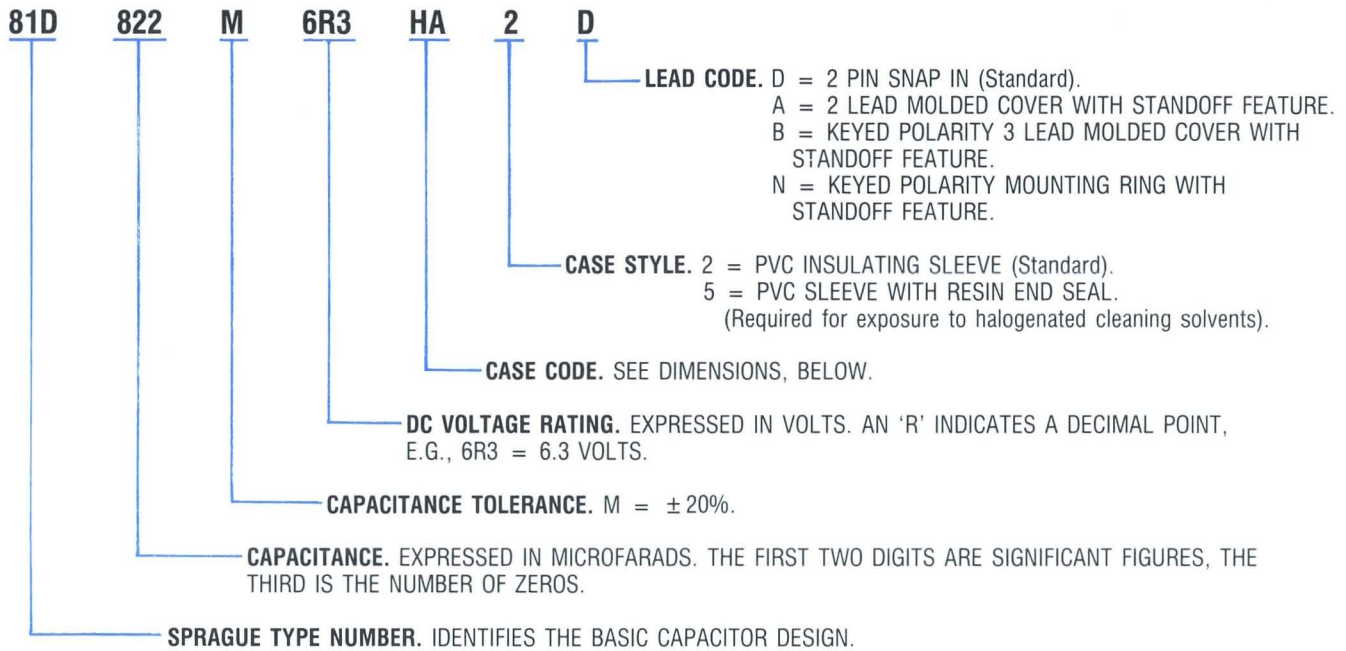 81D 822 M 6R3 HA 2 D
LEAD CODE. D = 2 PIN SNAP IN (Standard).
A = 2 LEAD MOLDED COVER WITH STANDOFF FEATURE.
B = KEYED POLARITY 3 LEAD MOLDED COVER WITH
STANDOFF FEATURE.
N = KEYED POLARITY MOUNTING RING WITH
STANDOFF FEATURE.
CASE STYLE. 2 = PVC INSULATING SLEEVE (Standard).
5 = PVC SLEEVE WITH RESIN END SEAL.
(Required for exposure to halogenated cleaning solvents).
CASE CODE. SEE DIMENSIONS, BELOW.
DC VOLTAGE RATING. EXPRESSED IN VOLTS. AN ‘R’ INDICATES A DECIMAL POINT,
E.G., 6R3 = 6.3 VOLTS.
CAPACITANCE TOLERANCE. M = ±20%.
CAPACITANCE. EXPRESSED IN MICROFARADS. THE FIRST TWO DIGITS ARE SIGNIFICANT FIGURES, THE
THIRD IS THE NUMBER OF ZEROS.
SPRAGUE TYPE NUMBER. IDENTIFIES THE BASIC CAPACITOR DESIGN.